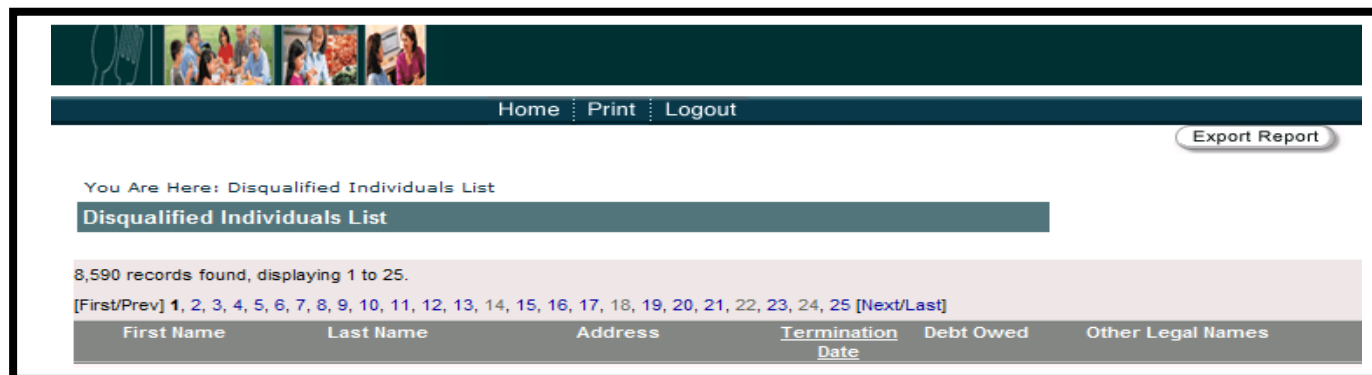 Home Print Logout
Export Report
You Are Here: Disqualified Individuals List
Disqualified Individuals List
8,590 records found, displaying 1 to 25.
[First/Prev] 1, 2, 3, 4, 5, 6, 7, 8, 9, 10, 11, 12, 13, 14, 15, 16, 17, 18, 19, 20, 21, 22, 23, 24, 25 [Next/Last]
First Name Last Name Address Termination Debt Owed Other Legal Names
Date